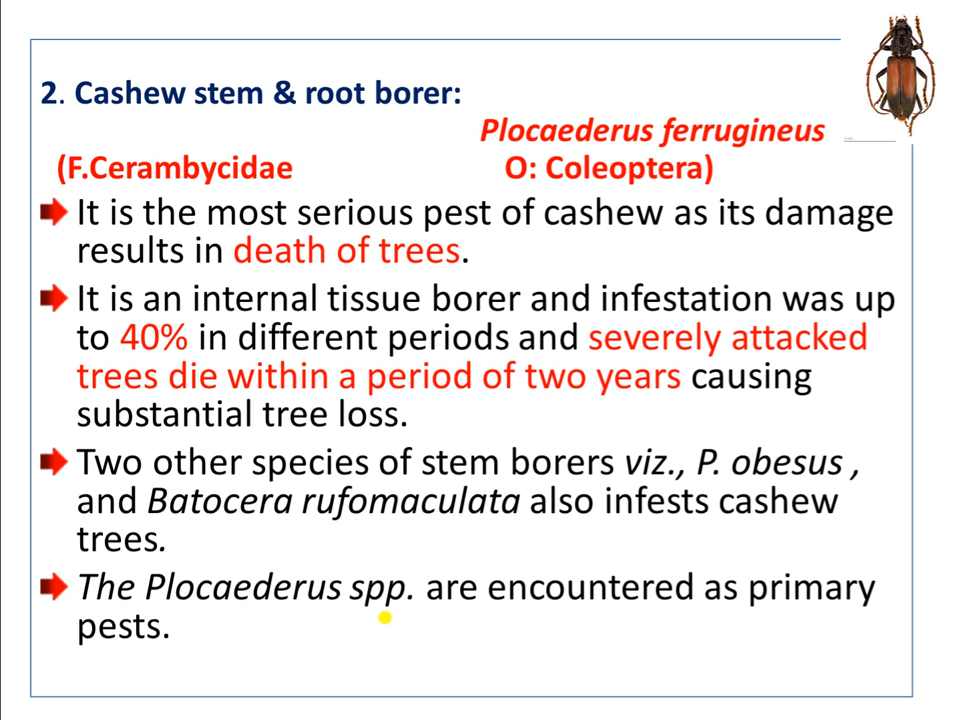 2. Cashew stem & root borer:
Plocaederus ferrugineus
(F.Cerambycidae O: Coleoptera)
It is the most serious pest of cashew as its damage
results in death of trees.
It is an internal tissue borer and infestation was up
to 40% in different periods and severely attacked
trees die within a period of two years causing
substantial tree loss.
Two other species of stem borers viz., P. obesus ,
and Batocera rufomaculata also infests cashew
trees.
The Plocaederus spp. are encountered as primary
pests.